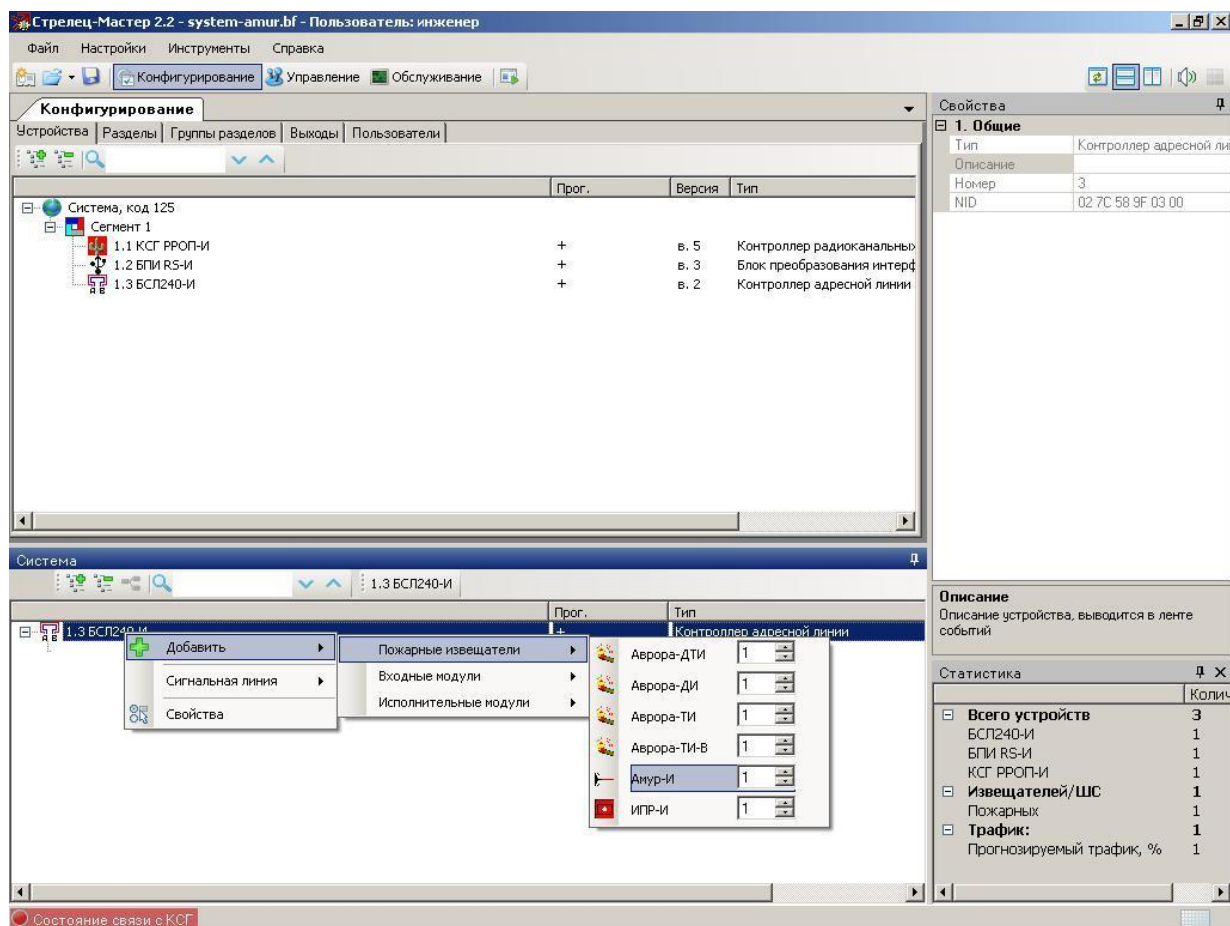 Стрелец-Мастер 2.2 - system-amur.bf - Пользователь: инженер
Файл Настройки Инструменты Справка
Конфигурирование Управление Обслуживание
Конфигурирование
Устройства Разделы Группы разделов Выходы Пользователи
Прог. Версия Тип
Система, код 125
Сегмент 1
1.1 КСГ РРОП-И + в. 5 Контроллер радиоканальных
1.2 БПИ RS-И + в. 3 Блок преобразования интерф
1.3 БСЛ240-И + в. 2 Контроллер адресной линии
Свойства
1. Общие
Тип Контроллер адресной ли
Описание
Номер 3
NID 02 7C 58 9F 03 00
Описание
Описание устройства, выводится в ленте
событий
Система
1.3 БСЛ240-И
Прог. Тип
1.3 БСЛ240-И + Контроллер адресной линии
Добавить
Сигнальная линия
Свойства
Пожарные извещатели
Входные модули
Исполнительные модули
Аврора-ДТИ 1
Аврора-ДИ 1
Аврора-ТИ 1
Аврора-ТИ-В 1
Амур-И 1
ИПР-И 1
Статистика
Колич
Всего устройств 3
БСЛ240-И 1
БПИ RS-И 1
КСГ РРОП-И 1
Извещателей/ШС 1
Пожарных 1
Трафик: 1
Прогнозируемый трафик, % 1
Состояние связи с КСГ